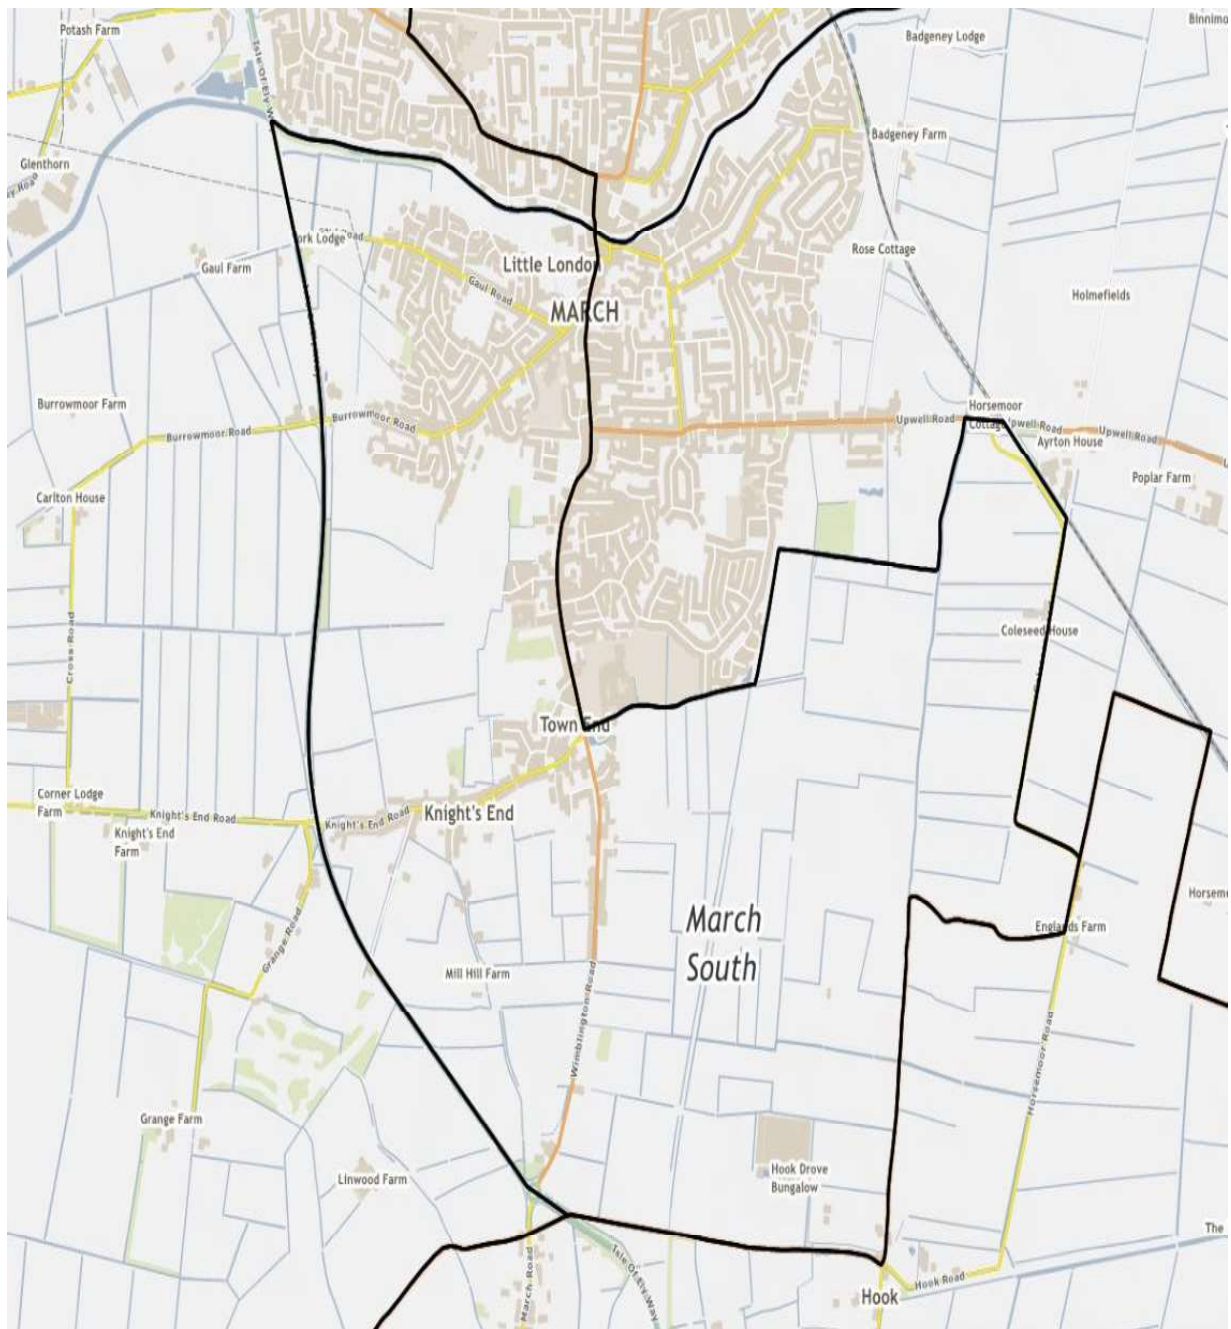 Potash Farm
Badgeney Lodge
Isle Of Ely W
Badgeney Farm
Glenthorn
Road
ork Lodge
Road
Gaul Farm
Little London
Rose Cottage
Gaul Road
MARCH
Holmefields
Burrowmoor Farm
Burrowmoor Road
Burrowmoor Road
Horsemoor
Cottage
Upwell Road
Upwell Road
Upwell Road
Ayrton House
Carlton House
Poplar Farm
Cross Road
Coleseed House
Town End
Corner Lodge
Farm
Knight's End Road
Knight's End Road
Knight's End
Knight's End
Farm
Horsem
March
South
Englands Farm
Grange Road
Mill Hill Farm
Wimblington Road
Horsemoor Road
Grange Farm
Linwood Farm
Hook Drove
Bungalow
The
Isle Of Ely Way
March Road
Hook Road
Hook